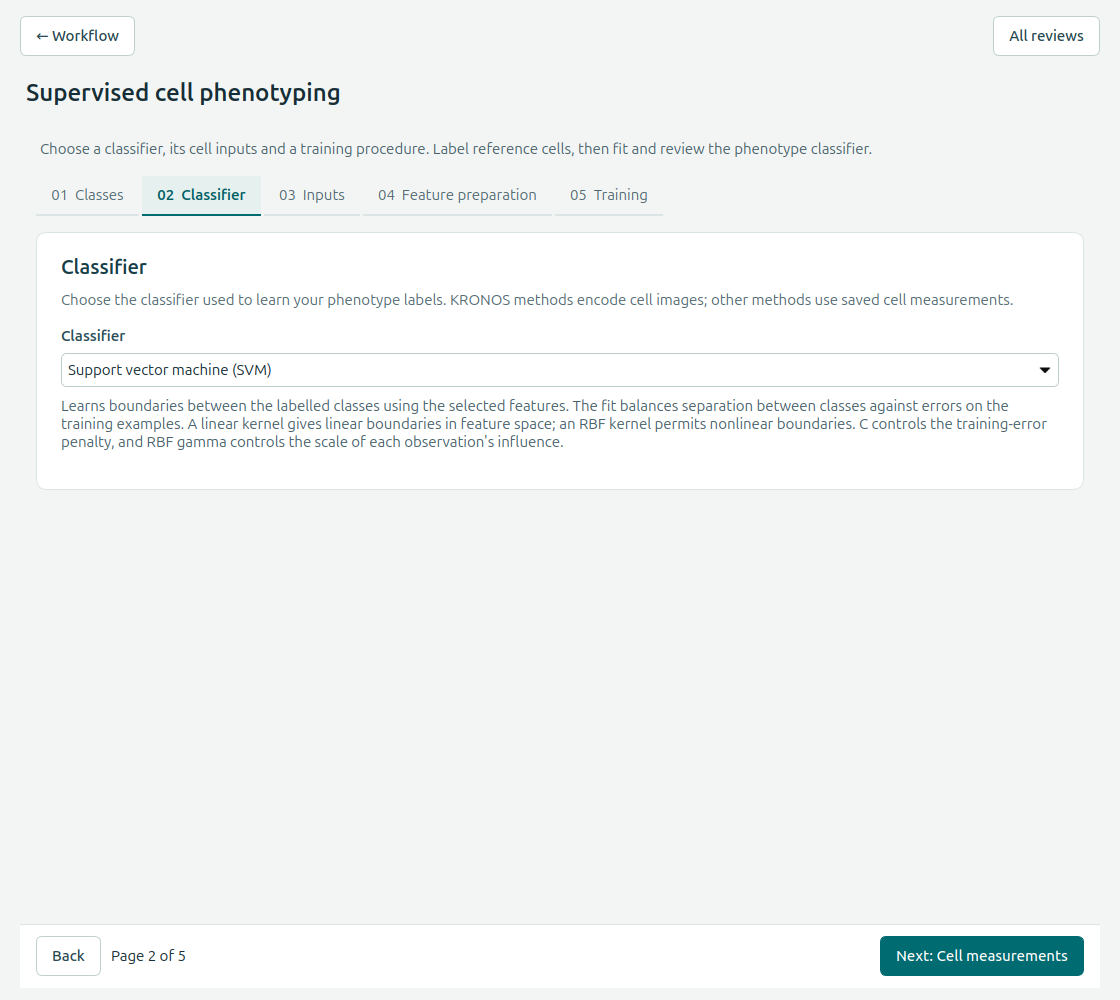 ← Workflow
All reviews
Supervised cell phenotyping
Choose a classifier, its cell inputs and a training procedure. Label reference cells, then fit and review the phenotype classifier.
01 Classes
02 Classifier
03 Inputs
04 Feature preparation
05 Training
Classifier
Choose the classifier used to learn your phenotype labels. KRONOS methods encode cell images; other methods use saved cell measurements.
Classifier
Support vector machine (SVM)
Learns boundaries between the labelled classes using the selected features. The fit balances separation between classes against errors on the
training examples. A linear kernel gives linear boundaries in feature space; an RBF kernel permits nonlinear boundaries. C controls the training-error
penalty, and RBF gamma controls the scale of each observation's influence.
Back
Page 2 of 5
Next: Cell measurements